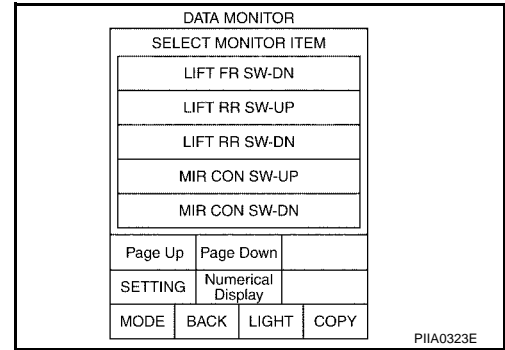 DATA MONITOR
SELECT MONITOR ITEM
LIFT FR SW-DN
LIFT RR SW-UP
LIFT RR SW-DN
MIR CON SW-UP
MIR CON SW-DN
Page Up Page Down
SETTING Numerical
Display
MODE BACK LIGHT COPY
PIIA0323E